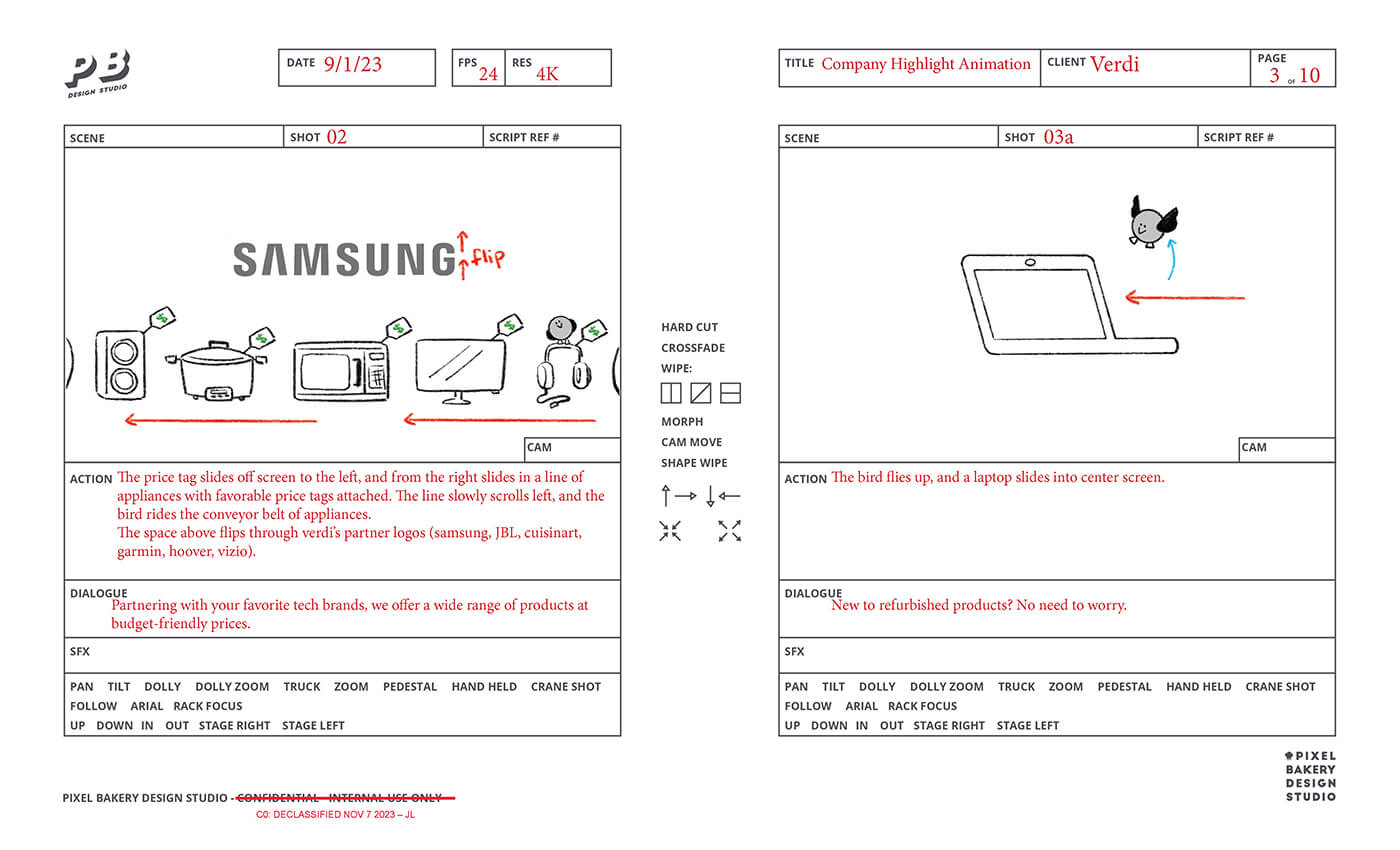 PB
DESIGN STUDIO
DATE 9/1/23
FPS 24
RES 4K
TITLE Company Highlight Animation
CLIENT Verdi
PAGE 3 OF 10
SCENE
SHOT 02
SCRIPT REF #
SAMSUNG
flip
$ $ $ $ $
CAM
ACTION The price tag slides off screen to the left, and from the right slides in a line of
appliances with favorable price tags attached. The line slowly scrolls left, and the
bird rides the conveyor belt of appliances.
The space above flips through verdi's partner logos (samsung, JBL, cuisinart,
garmin, hoover, vizio).
DIALOGUE
Partnering with your favorite tech brands, we offer a wide range of products at
budget-friendly prices.
SFX
PAN TILT DOLLY DOLLY ZOOM TRUCK ZOOM PEDESTAL HAND HELD CRANE SHOT
FOLLOW ARIAL RACK FOCUS
UP DOWN IN OUT STAGE RIGHT STAGE LEFT
HARD CUT
CROSSFADE
WIPE:
MORPH
CAM MOVE
SHAPE WIPE
SCENE
SHOT 03a
SCRIPT REF #
CAM
ACTION The bird flies up, and a laptop slides into center screen.
DIALOGUE
New to refurbished products? No need to worry.
SFX
PAN TILT DOLLY DOLLY ZOOM TRUCK ZOOM PEDESTAL HAND HELD CRANE SHOT
FOLLOW ARIAL RACK FOCUS
UP DOWN IN OUT STAGE RIGHT STAGE LEFT
PIXEL BAKERY DESIGN STUDIO - CONFIDENTIAL - INTERNAL USE ONLY
C0: DECLASSIFIED NOV 7 2023 – JL
PIXEL
BAKERY
DESIGN
STUDIO